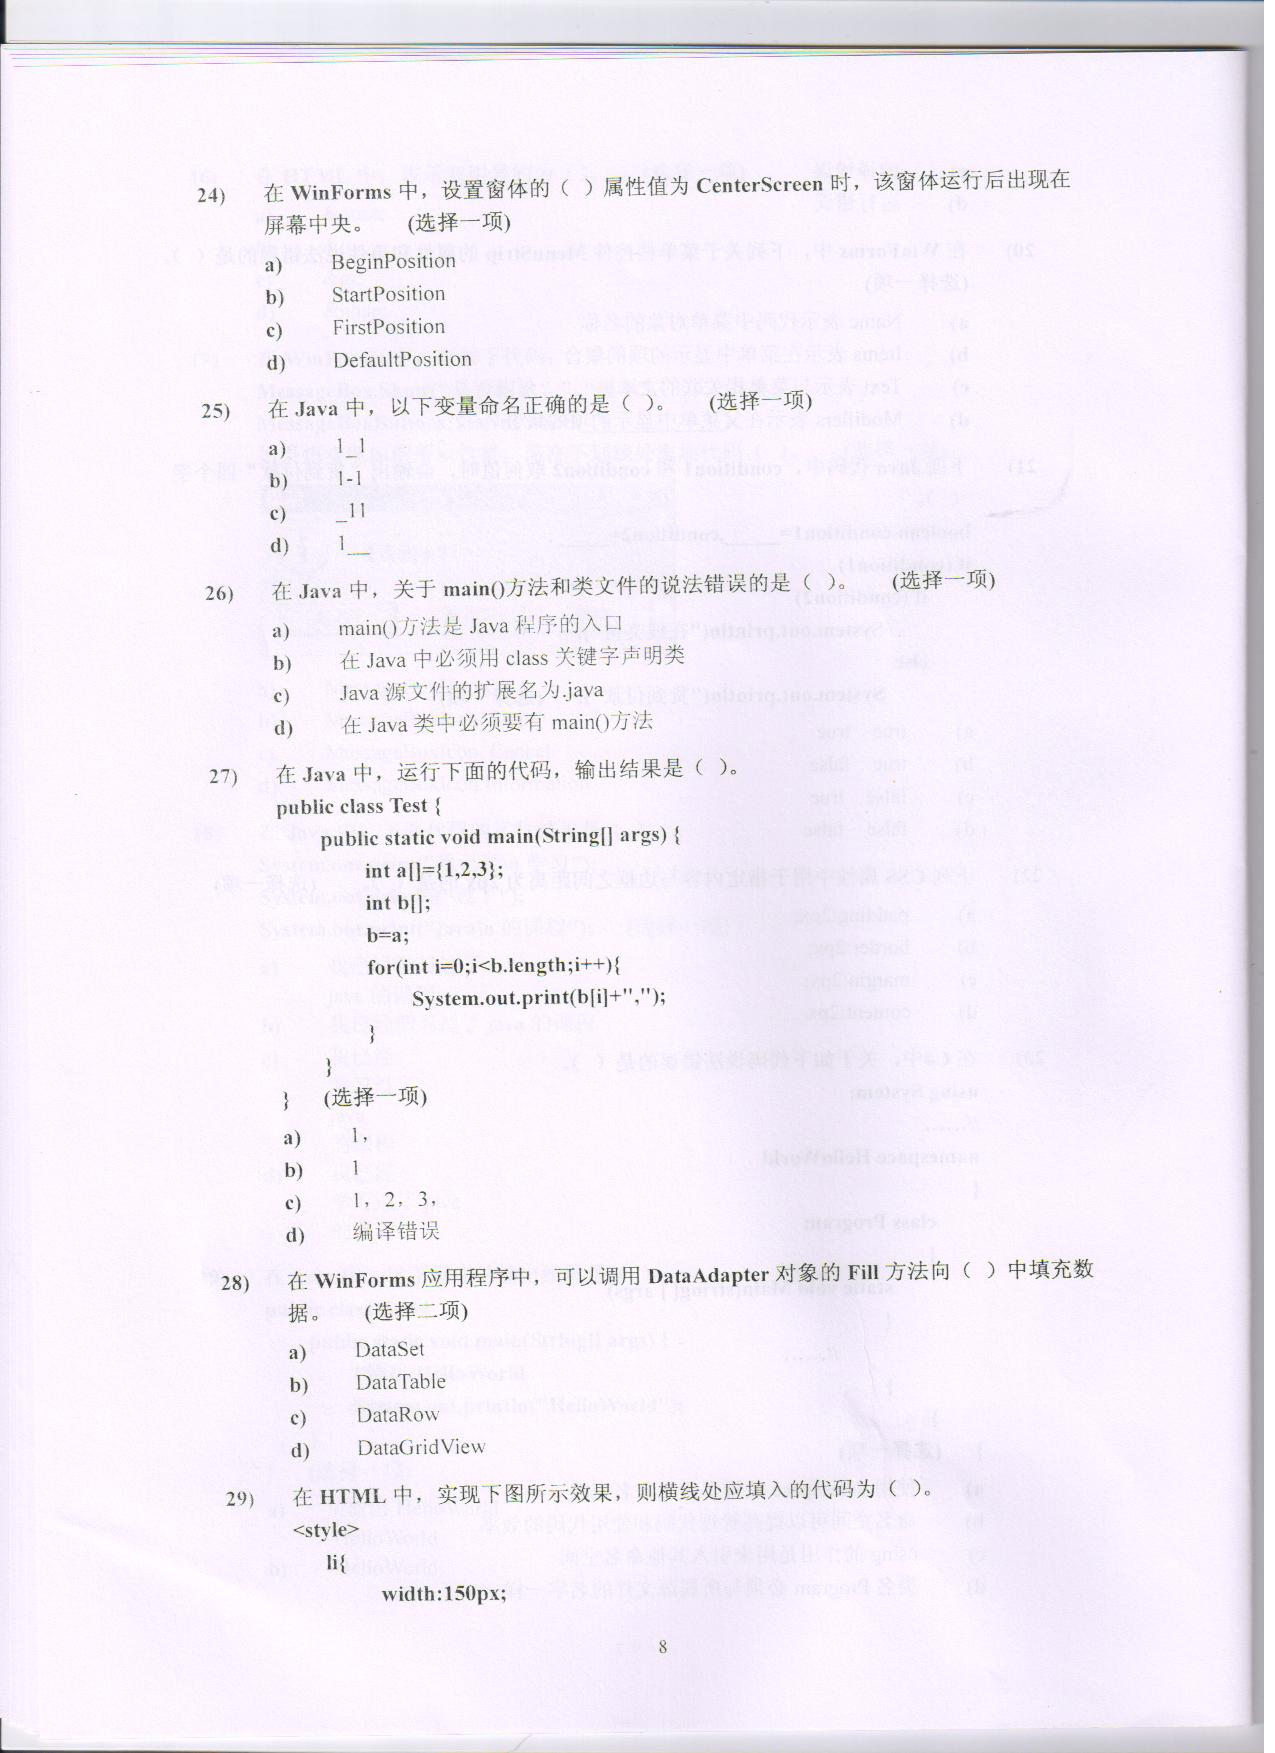 24) 在 WinForms 中，设置窗体的（ ）属性值为 CenterScreen 时，该窗体运行后出现在
屏幕中央。 (选择一项)
a) BeginPosition
b) StartPosition
c) FirstPosition
d) DefaultPosition
25) 在 Java 中，以下变量命名正确的是（ ）。 (选择一项)
a) 1_1
b) 1-1
c) _11
d) 1__
26) 在 Java 中，关于 main()方法和类文件的说法错误的是（ ）。 (选择一项)
a) main()方法是 Java 程序的入口
b) 在 Java 中必须用 class 关键字声明类
c) Java 源文件的扩展名为.java
d) 在 Java 类中必须要有 main()方法
27) 在 Java 中，运行下面的代码，输出结果是（ ）。
public class Test {
public static void main(String[] args) {
int a[]={1,2,3};
int b[];
b=a;
for(int i=0;i<b.length;i++){
System.out.print(b[i]+",");
}
}
} (选择一项)
a) 1，
b) 1
c) 1，2，3，
d) 编译错误
28) 在 WinForms 应用程序中，可以调用 DataAdapter 对象的 Fill 方法向（ ）中填充数
据。 (选择二项)
a) DataSet
b) DataTable
c) DataRow
d) DataGridView
29) 在 HTML 中，实现下图所示效果，则横线处应填入的代码为（ ）。
<style>
li{
width:150px;
8